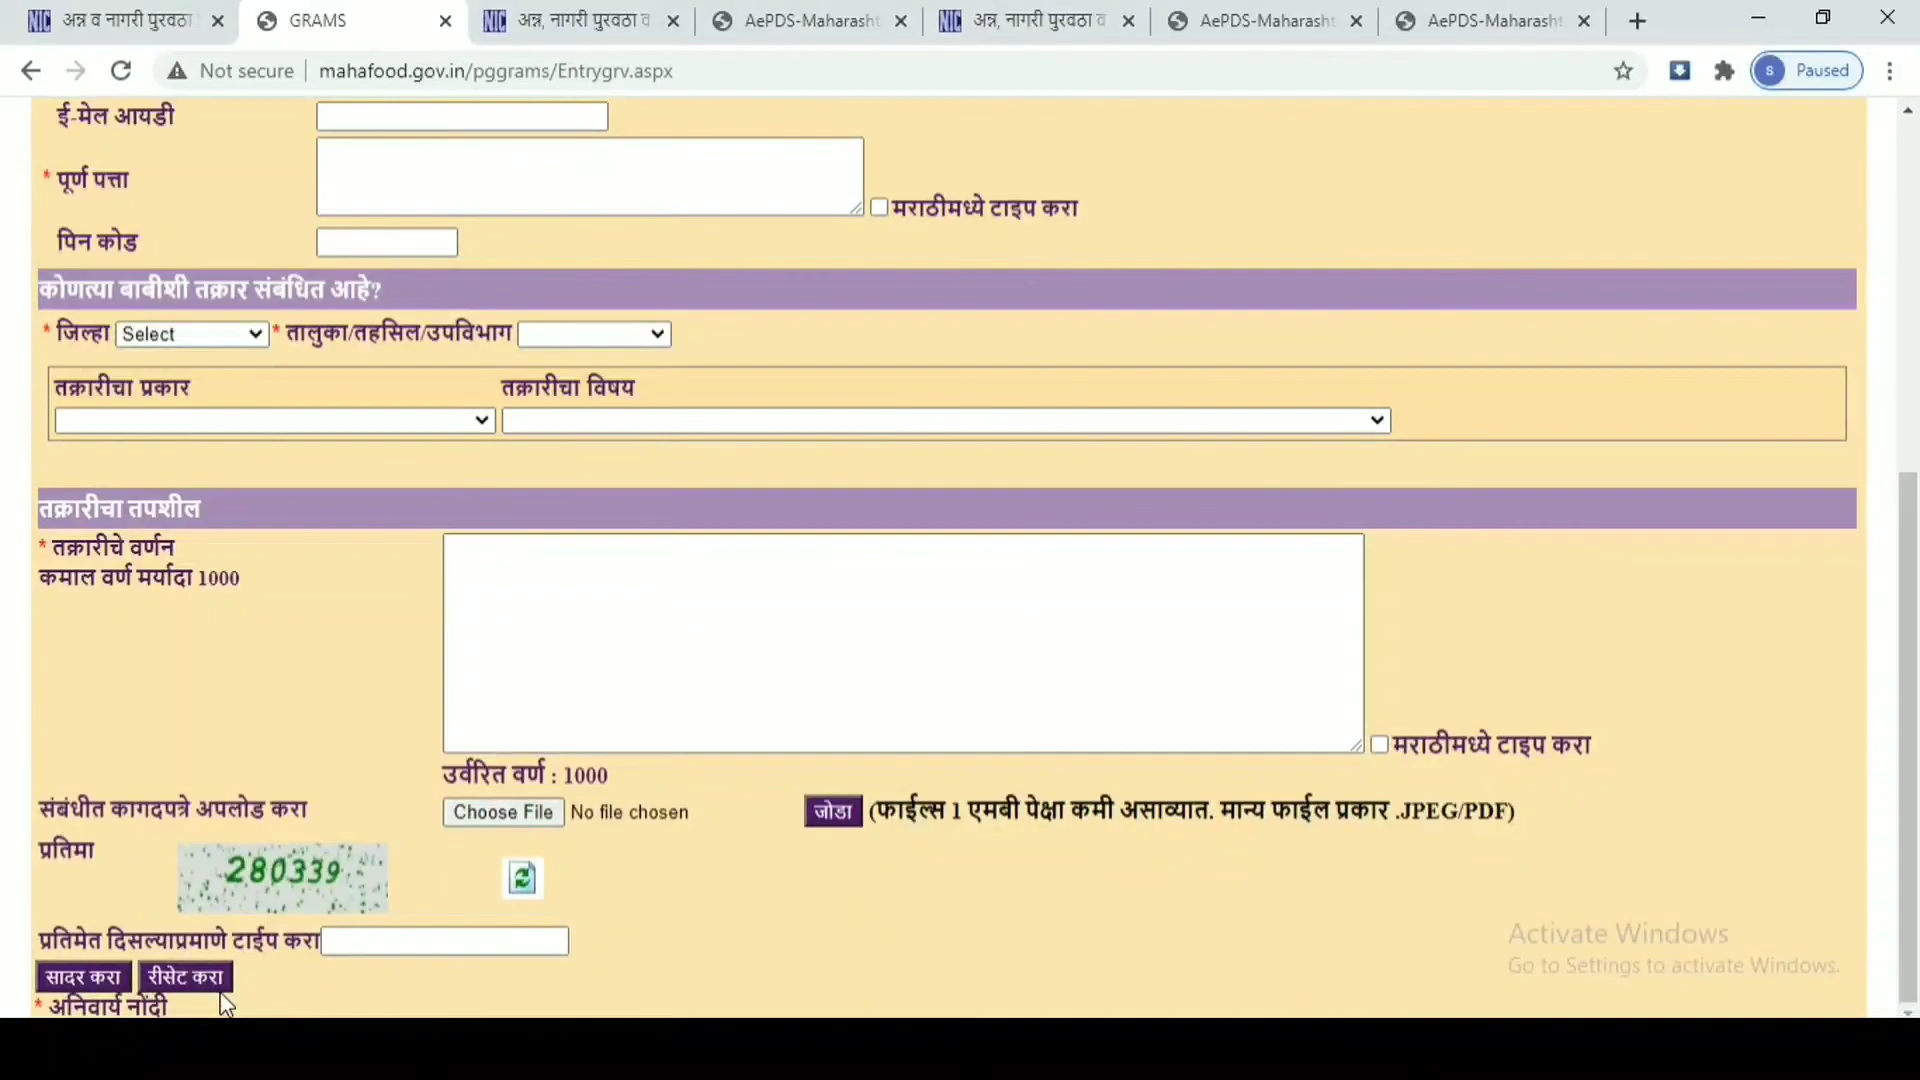 अन्न व नागरी पुरवठा
GRAMS
अन्न, नागरी पुरवठा व
AePDS-Maharasht
अन्न, नागरी पुरवठा व
AePDS-Maharasht
AePDS-Maharasht
Not secure
mahafood.gov.in/pggrams/Entrygrv.aspx
S
Paused
ई-मेल आयडी
* पूर्ण पत्ता
मराठीमध्ये टाइप करा
पिन कोड
कोणत्या बाबीशी तक्रार संबंधित आहे?
* जिल्हा Select * तालुका/तहसिल/उपविभाग
तक्रारीचा प्रकार तक्रारीचा विषय
तक्रारीचा तपशील
* तक्रारीचे वर्णन
कमाल वर्ण मर्यादा 1000
मराठीमध्ये टाइप करा
उर्वरित वर्ण : 1000
संबंधीत कागदपत्रे अपलोड करा Choose File No file chosen जोडा (फाईल्स 1 एमबी पेक्षा कमी असाव्यात. मान्य फाईल प्रकार .JPEG/PDF)
प्रतिमा 280339
प्रतिमेत दिसल्याप्रमाणे टाईप करा
सादर करा रीसेट करा
* अनिवार्य नोंदी
Activate Windows
Go to Settings to activate Windows.